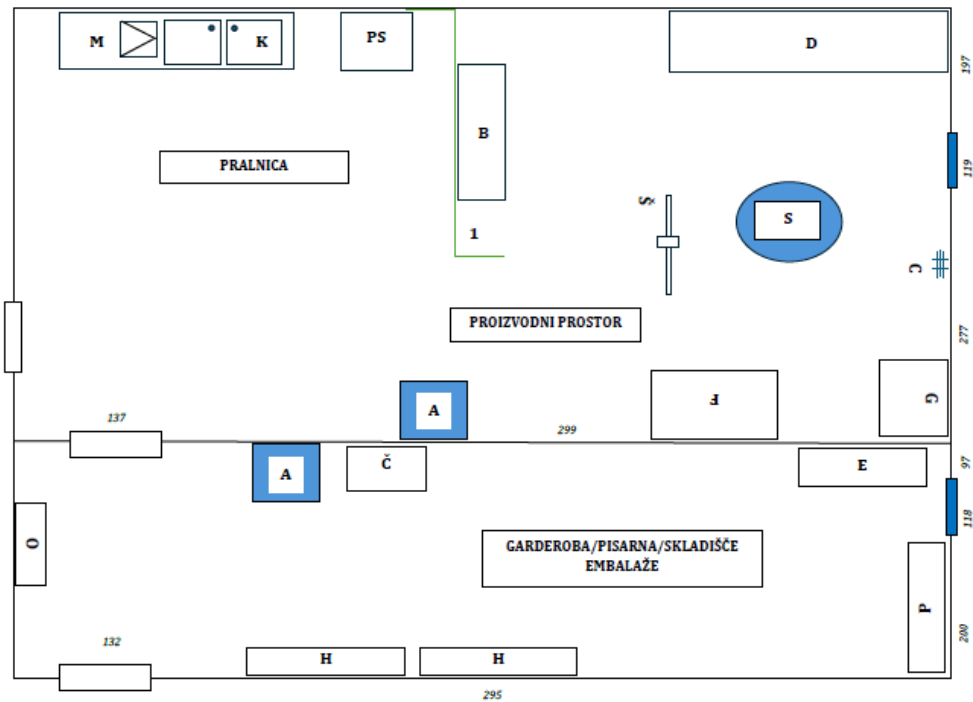 M
K
PS
D
197
B
119
PRALNICA
Š
S
1
C
PROIZVODNI PROSTOR
277
A
F
G
137
299
A
Č
E
97
118
O
GARDEROBA/PISARNA/SKLADIŠČE
EMBALAŽE
P
132
H
H
200
295